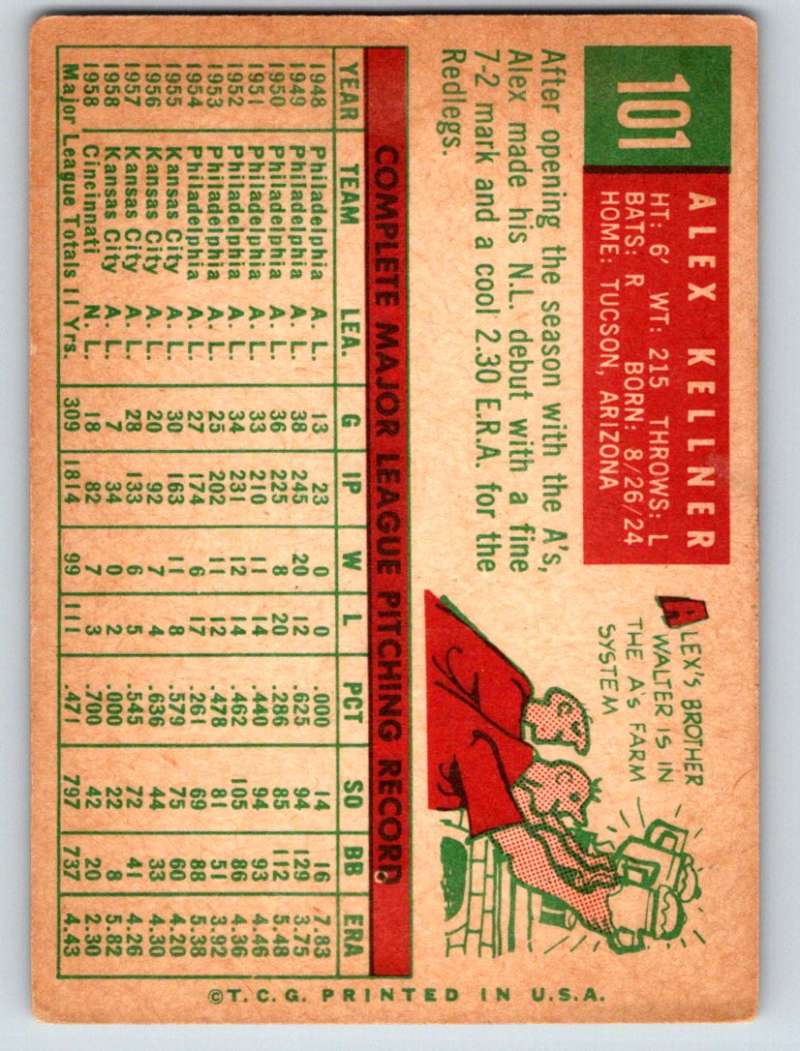 101
ALEX KELLNER
HT: 6' WT: 215 THROWS: L
BATS: R BORN: 8/26/24
HOME: TUCSON, ARIZONA
After opening the season with the A's,
Alex made his N.L. debut with a fine
7-2 mark and a cool 2.30 E.R.A. for the
Redlegs.
ALEX'S BROTHER
WALTER IS IN
THE A'S FARM
SYSTEM
COMPLETE MAJOR LEAGUE PITCHING RECORD
YEAR TEAM LEA. G IP W L PCT SO BB ERA
1948 Philadelphia A. L. 13 23 0 0 .000 14 16 7.83
1949 Philadelphia A. L. 38 245 20 12 .625 94 129 3.75
1950 Philadelphia A. L. 36 225 8 20 .286 85 112 5.48
1951 Philadelphia A. L. 33 210 11 14 .440 94 93 4.46
1952 Philadelphia A. L. 34 231 12 14 .462 105 86 4.36
1953 Philadelphia A. L. 25 202 11 12 .478 81 51 3.92
1954 Philadelphia A. L. 27 174 6 17 .261 69 88 5.38
1955 Kansas City A. L. 30 163 11 8 .579 75 60 4.20
1956 Kansas City A. L. 20 92 7 4 .636 44 33 4.30
1957 Kansas City A. L. 28 133 6 5 .545 72 41 4.26
1958 Kansas City A. L. 7 34 0 2 .000 22 8 5.82
1958 Cincinnati N. L. 18 82 7 3 .700 42 20 2.30
Major League Totals 11 Yrs. 309 1814 99 111 .471 797 737 4.43
©T.C.G. PRINTED IN U.S.A.